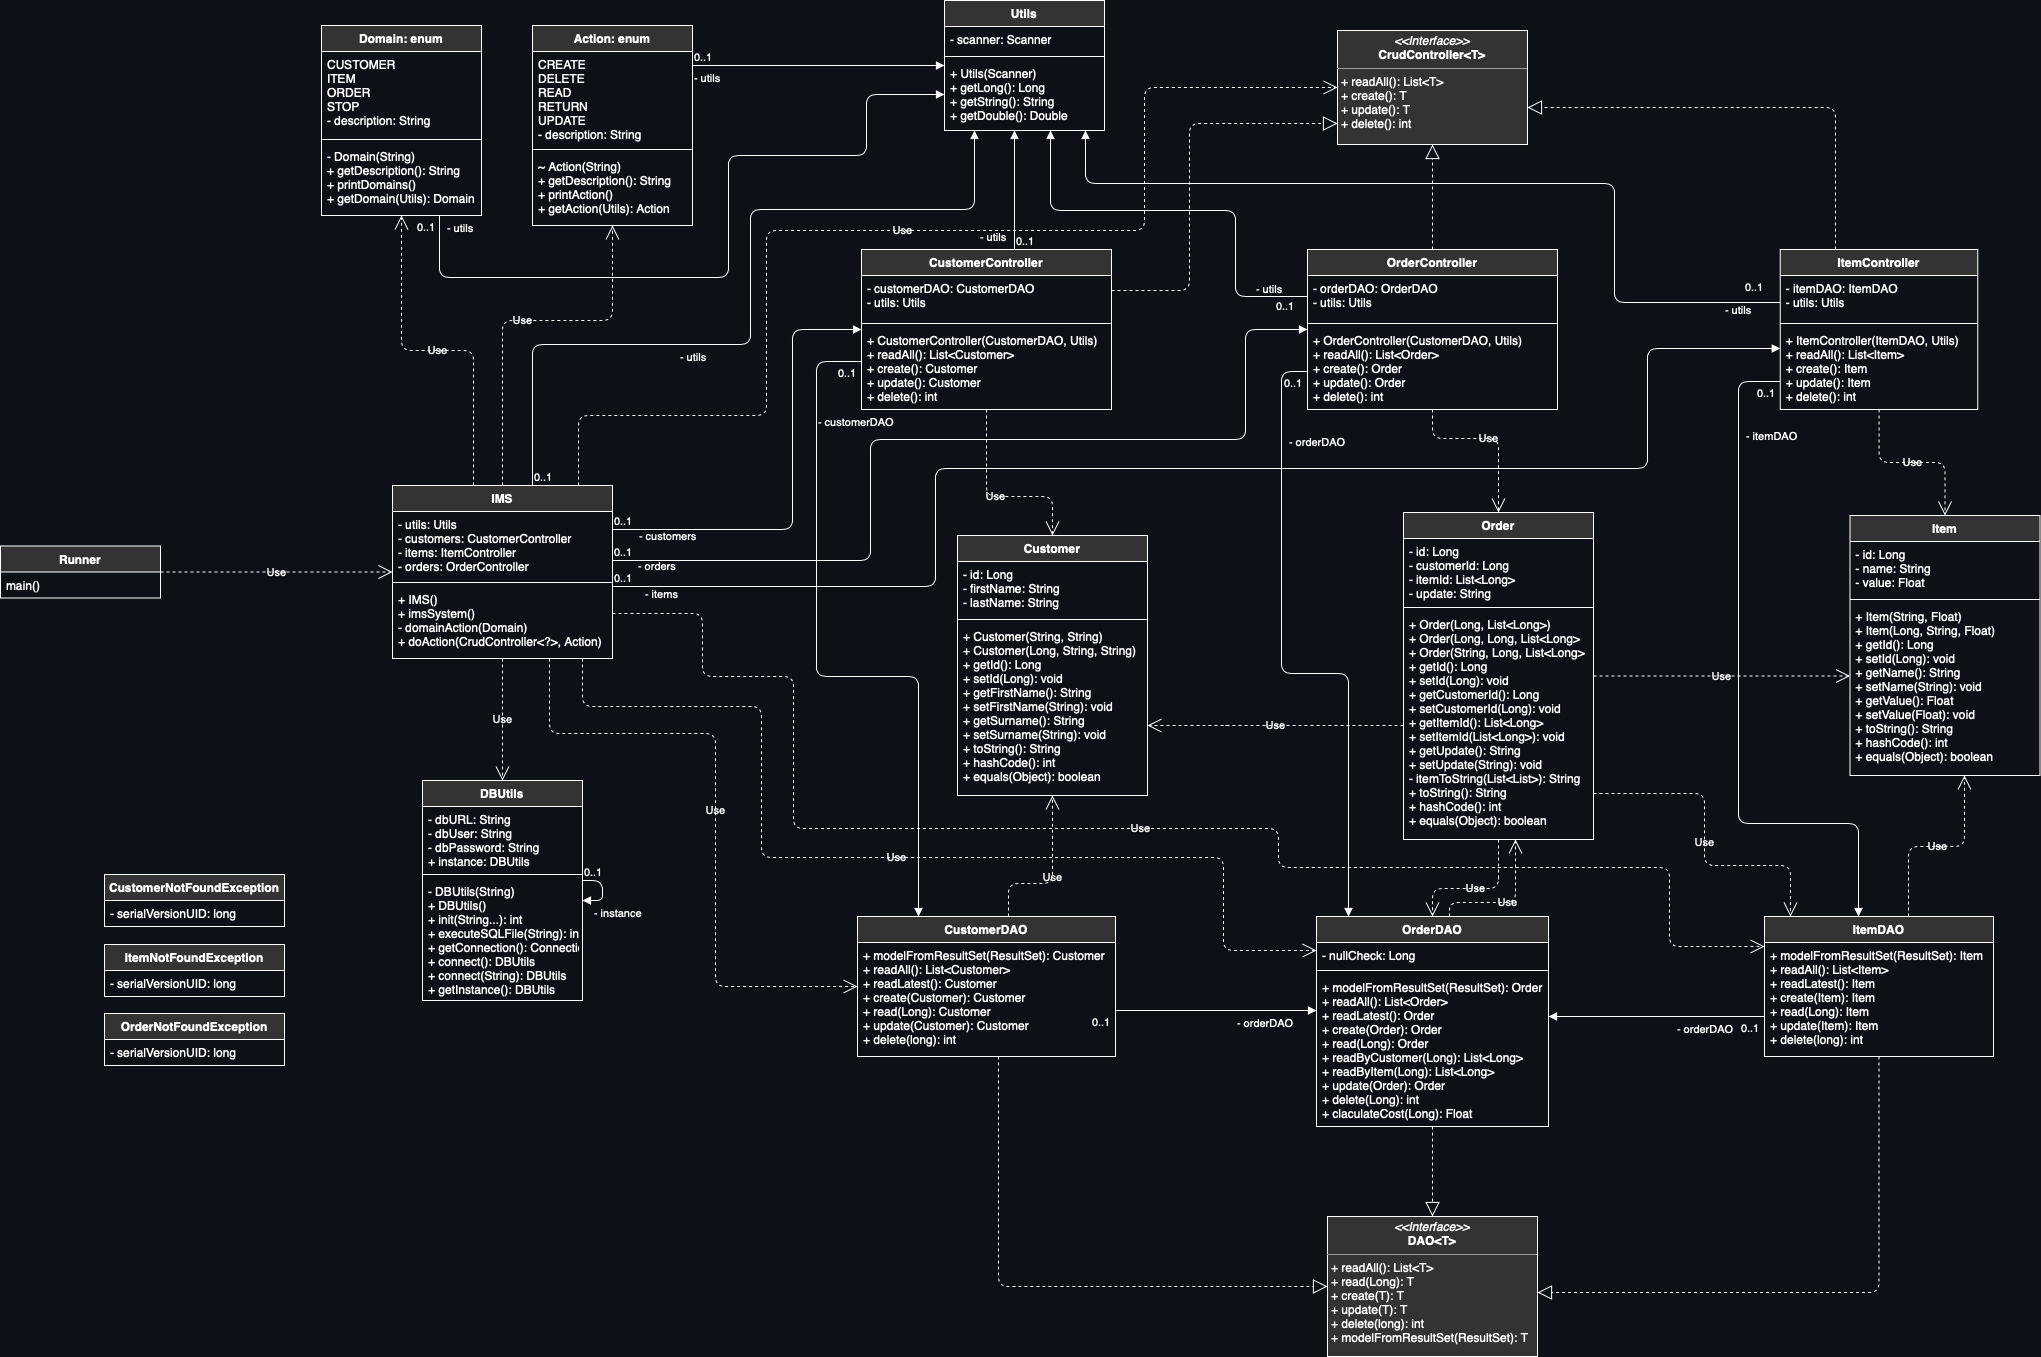 Domain: enum
CUSTOMER
ITEM
ORDER
STOP
- description: String
- Domain(String)
+ getDescription(): String
+ printDomains()
+ getDomain(Utils): Domain
0..1
- utils
Action: enum
CREATE
DELETE
READ
RETURN
UPDATE
- description: String
~ Action(String)
+ getDescription(): String
+ printAction()
+ getAction(Utils): Action
0..1
- utils
Utils
- scanner: Scanner
+ Utils(Scanner)
+ getLong(): Long
+ getString(): String
+ getDouble(): Double
<<Interface>>
CrudController<T>
+ readAll(): List<T>
+ create(): T
+ update(): T
+ delete(): int
Use
Use
Use
- utils
- utils
0..1
CustomerController
- customerDAO: CustomerDAO
- utils: Utils
+ CustomerController(CustomerDAO, Utils)
+ readAll(): List<Customer>
+ create(): Customer
+ update(): Customer
+ delete(): int
0..1
- customerDAO
- utils
0..1
OrderController
- orderDAO: OrderDAO
- utils: Utils
+ OrderController(CustomerDAO, Utils)
+ readAll(): List<Order>
+ create(): Order
+ update(): Order
+ delete(): int
0..1
- orderDAO
0..1
- utils
ItemController
- itemDAO: ItemDAO
- utils: Utils
+ ItemController(ItemDAO, Utils)
+ readAll(): List<Item>
+ create(): Item
+ update(): Item
+ delete(): int
0..1
- itemDAO
Use
Use
Use
Runner
main()
Use
0..1
IMS
- utils: Utils
- customers: CustomerController
- items: ItemController
- orders: OrderController
+ IMS()
+ imsSystem()
- domainAction(Domain)
+ doAction(CrudController<?>, Action)
0..1
- customers
0..1
- orders
0..1
- items
Customer
- id: Long
- firstName: String
- lastName: String
+ Customer(String, String)
+ Customer(Long, String, String)
+ getId(): Long
+ setId(Long): void
+ getFirstName(): String
+ setFirstName(String): void
+ getSurname(): String
+ setSurname(String): void
+ toString(): String
+ hashCode(): int
+ equals(Object): boolean
Use
Order
- id: Long
- customerId: Long
- itemId: List<Long>
- update: String
+ Order(Long, List<Long>)
+ Order(Long, Long, List<Long>
+ Order(String, Long, List<Long>
+ getId(): Long
+ setId(Long): void
+ getCustomerId(): Long
+ setCustomerId(Long): void
+ getItemId(): List<Long>
+ setItemId(List<Long>): void
+ getUpdate(): String
+ setUpdate(String): void
- itemToString(List<List>): String
+ toString(): String
+ hashCode(): int
+ equals(Object): boolean
Use
Item
- id: Long
- name: String
- value: Float
+ Item(String, Float)
+ Item(Long, String, Float)
+ getId(): Long
+ setId(Long): void
+ getName(): String
+ setName(String): void
+ getValue(): Float
+ setValue(Float): void
+ toString(): String
+ hashCode(): int
+ equals(Object): boolean
Use
Use
Use
Use
Use
Use
Use
Use
Use
Use
DBUtils
- dbURL: String
- dbUser: String
- dbPassword: String
+ instance: DBUtils
- DBUtils(String)
+ DBUtils()
+ init(String...): int
+ executeSQLFile(String): in
+ getConnection(): Connecti
+ connect(): DBUtils
+ connect(String): DBUtils
+ getInstance(): DBUtils
0..1
- instance
CustomerNotFoundException
- serialVersionUID: long
ItemNotFoundException
- serialVersionUID: long
OrderNotFoundException
- serialVersionUID: long
CustomerDAO
+ modelFromResultSet(ResultSet): Customer
+ readAll(): List<Customer>
+ readLatest(): Customer
+ create(Customer): Customer
+ read(Long): Customer
+ update(Customer): Customer
+ delete(long): int
0..1
- orderDAO
OrderDAO
- nullCheck: Long
+ modelFromResultSet(ResultSet): Order
+ readAll(): List<Order>
+ readLatest(): Order
+ create(Order): Order
+ read(Long): Order
+ readByCustomer(Long): List<Long>
+ readByItem(Long): List<Long>
+ update(Order): Order
+ delete(Long): int
+ claculateCost(Long): Float
- orderDAO
0..1
ItemDAO
+ modelFromResultSet(ResultSet): Item
+ readAll(): List<Item>
+ readLatest(): Item
+ create(Item): Item
+ read(Long): Item
+ update(Item): Item
+ delete(long): int
<<Interface>>
DAO<T>
+ readAll(): List<T>
+ read(Long): T
+ create(T): T
+ update(T): T
+ delete(long): int
+ modelFromResultSet(ResultSet): T